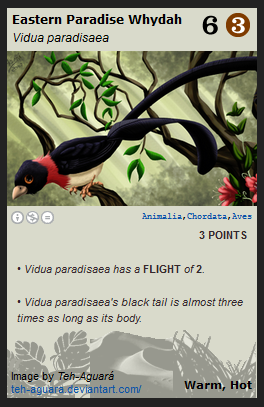 Eastern Paradise Whydah
Vidua paradisaea
6 3
Animalia,Chordata,Aves
3 POINTS
• Vidua paradisaea has a FLIGHT of 2.
• Vidua paradisaea's black tail is almost three
times as long as its body.
Image by Teh-Aguará
teh-aguara.deviantart.com/
Warm, Hot